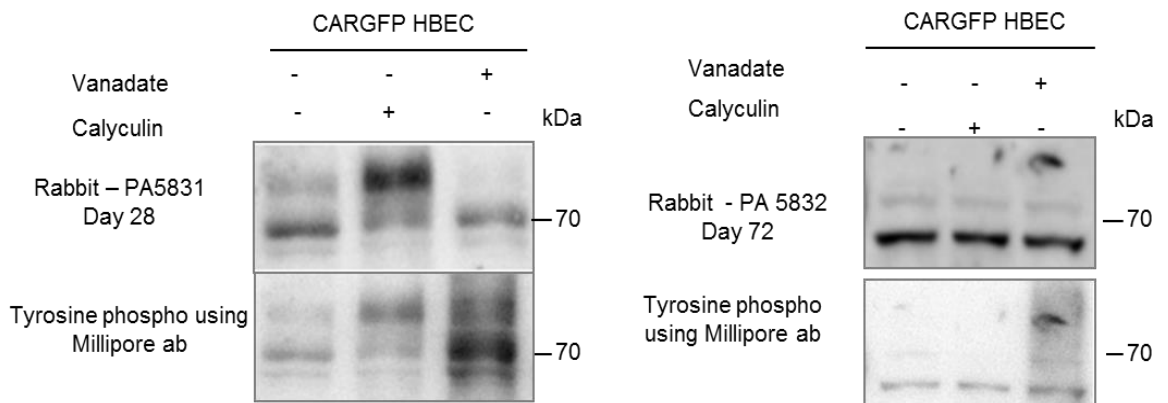 CARGFP HBEC
Vanadate - - +
Calyculin - + - kDa
Rabbit – PA5831
Day 28
70
Tyrosine phospho using
Millipore ab
70
CARGFP HBEC
Vanadate - - +
Calyculin - + - kDa
Rabbit - PA 5832
Day 72
70
Tyrosine phospho
using Millipore ab
70